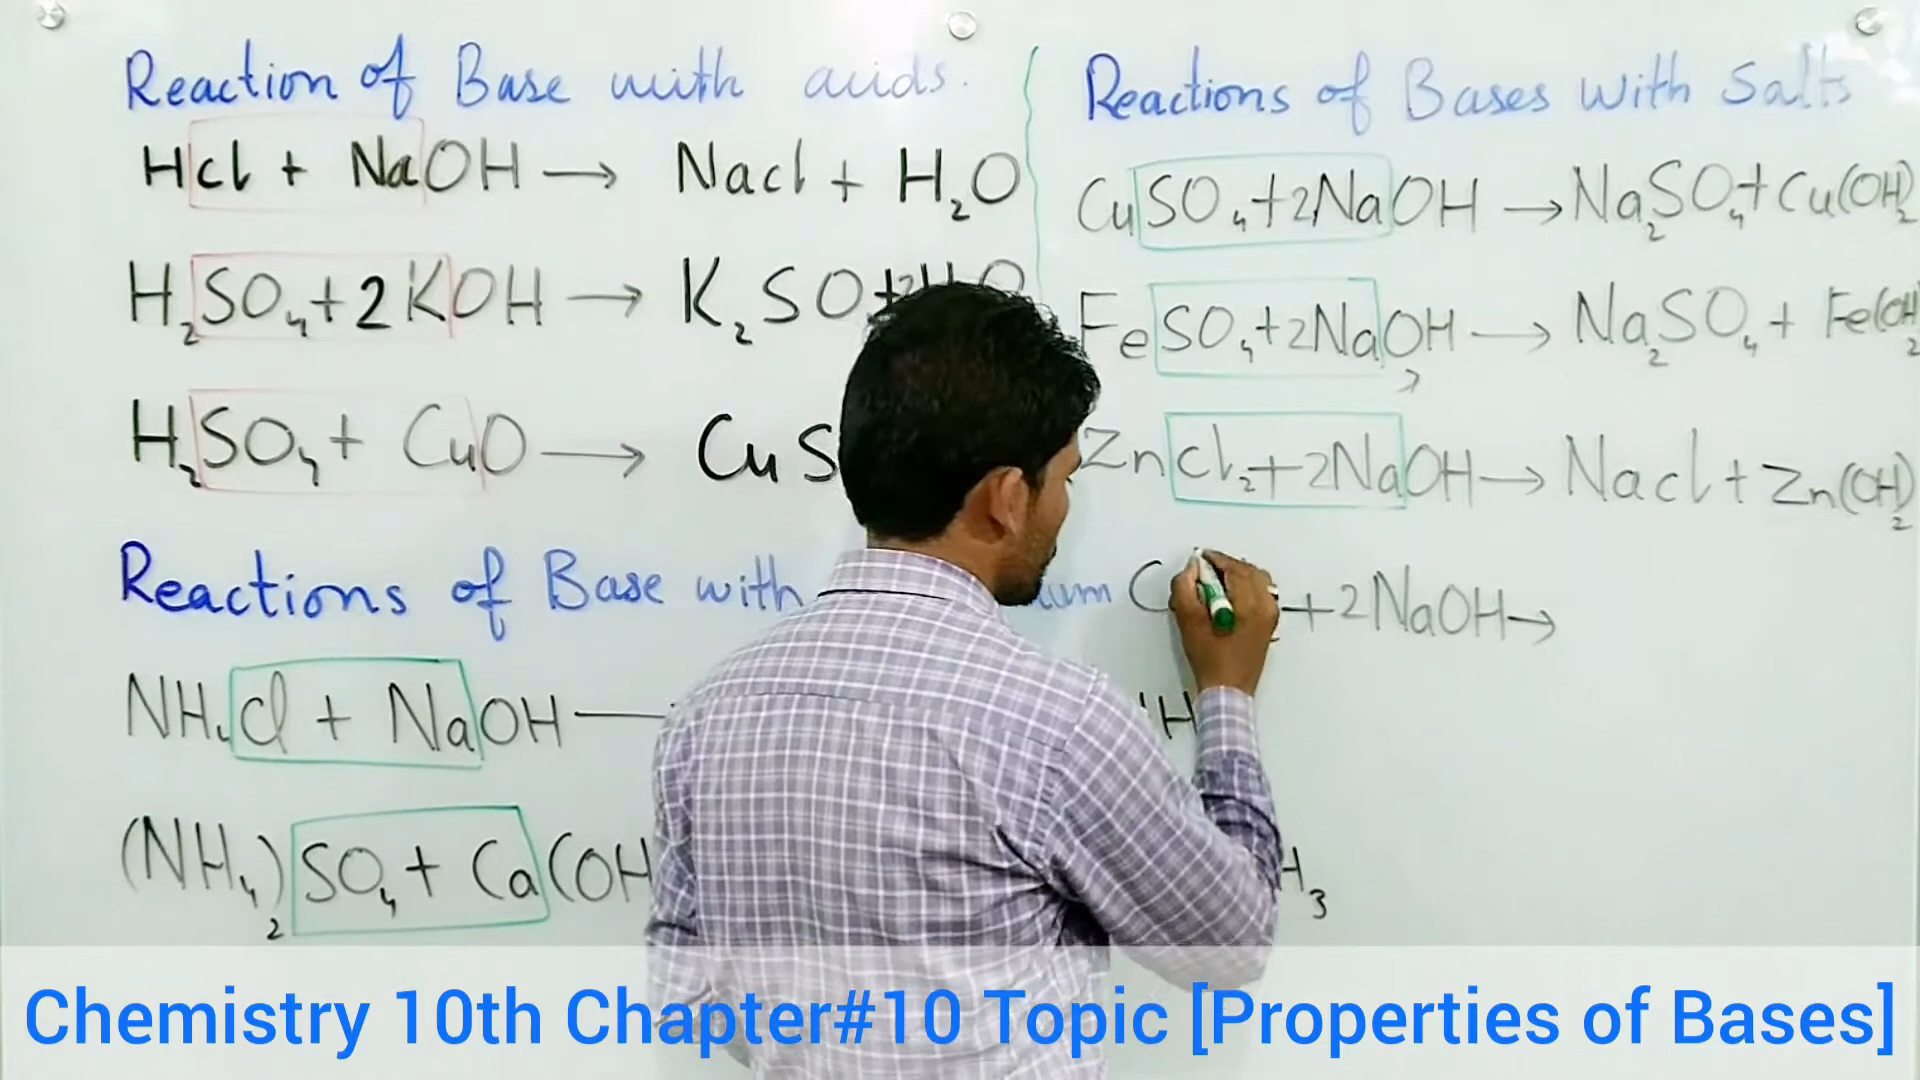 Reaction of Base with acids.
Hcl + NaOH → Nacl + H₂O
H₂SO₄+2KOH → K₂SO
H₂SO₄+ CuO → CuS
Reactions of Base with
NH₄Cl + NaOH
(NH₄)₂SO₄+ Ca(OH
H₃
Reactions of Bases with Salts
CuSO₄+2NaOH → Na₂SO₄+Cu(OH)₂
FeSO₄+2NaOH → Na₂SO₄ + Fe(OH)₂
ZnCl₂+2NaOH → Nacl + Zn(OH)₂
C +2NaOH→
Chemistry 10th Chapter#10 Topic [Properties of Bases]